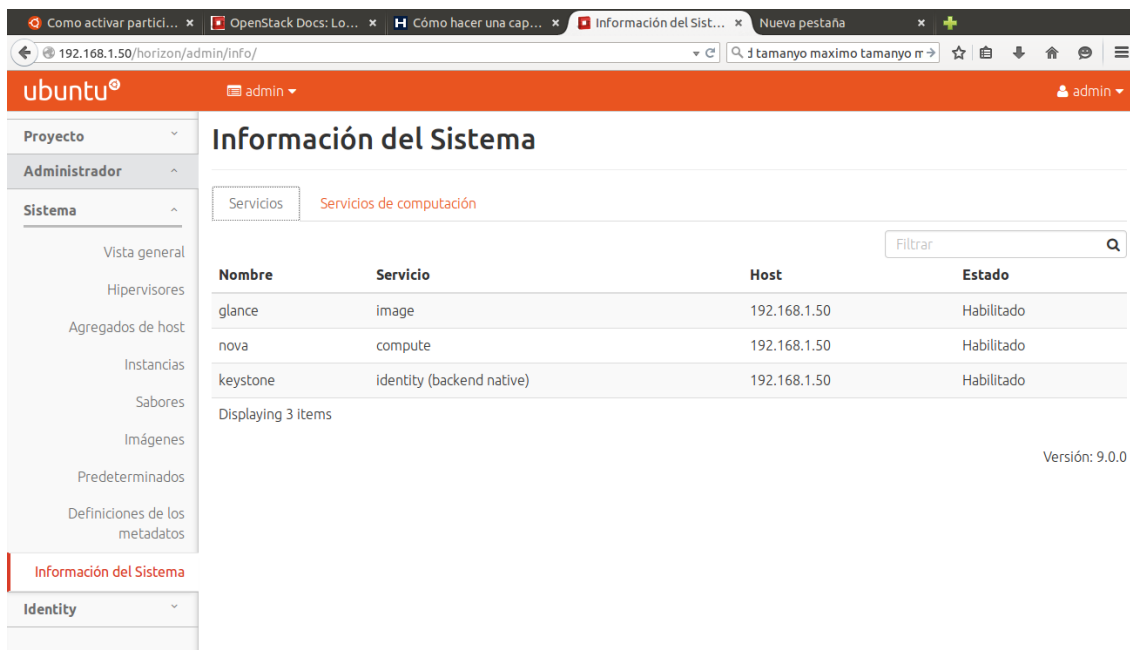 Como activar partici...
OpenStack Docs: Lo...
Cómo hacer una cap...
Información del Sist...
Nueva pestaña
192.168.1.50/horizon/admin/info/
tamanyo maximo tamanyo
ubuntu
admin
admin
Proyecto
Administrador
Sistema
Vista general
Hipervisores
Agregados de host
Instancias
Sabores
Imágenes
Predeterminados
Definiciones de los
metadatos
Información del Sistema
Identity
Información del Sistema
Servicios Servicios de computación
Filtrar
Nombre Servicio Host Estado
glance image 192.168.1.50 Habilitado
nova compute 192.168.1.50 Habilitado
keystone identity (backend native) 192.168.1.50 Habilitado
Displaying 3 items
Versión: 9.0.0